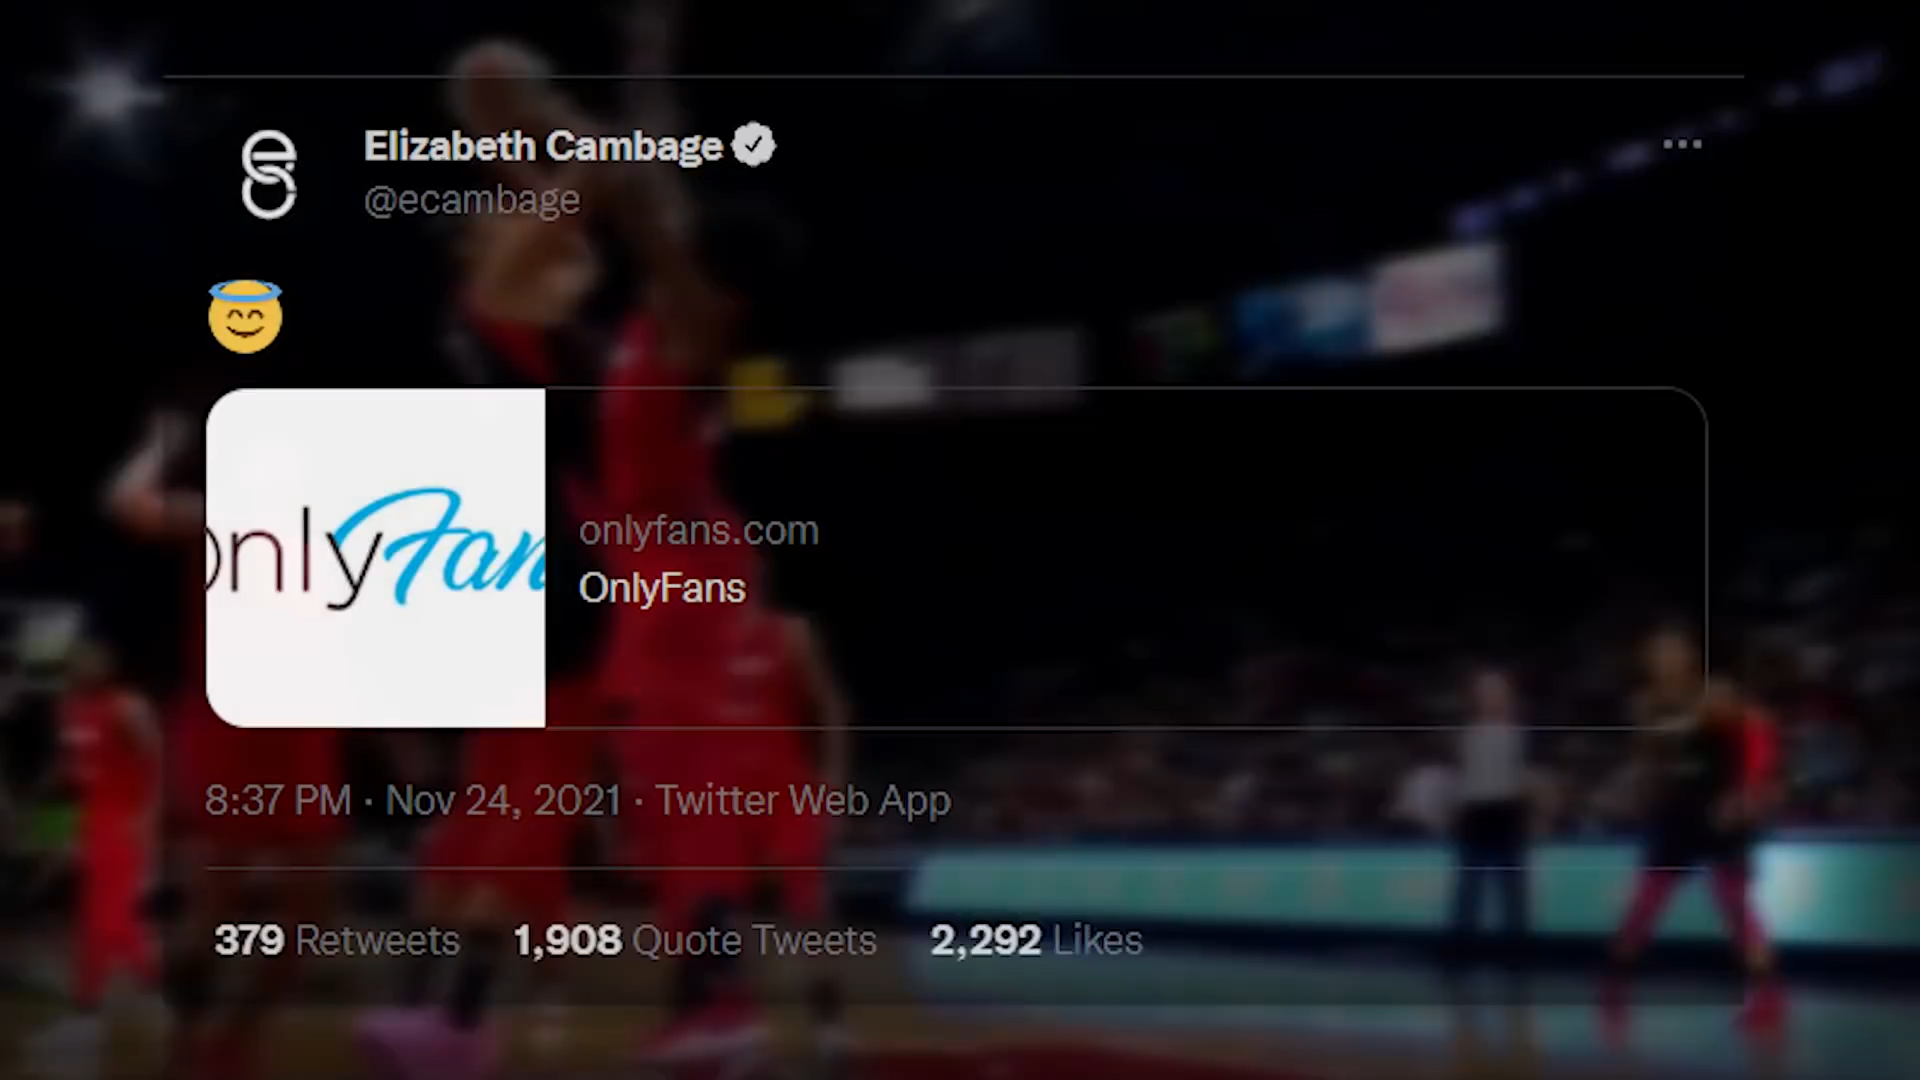 Elizabeth Cambage
@ecambage
onlyFan
onlyfans.com
OnlyFans
8:37 PM · Nov 24, 2021 · Twitter Web App
379 Retweets 1,908 Quote Tweets 2,292 Likes